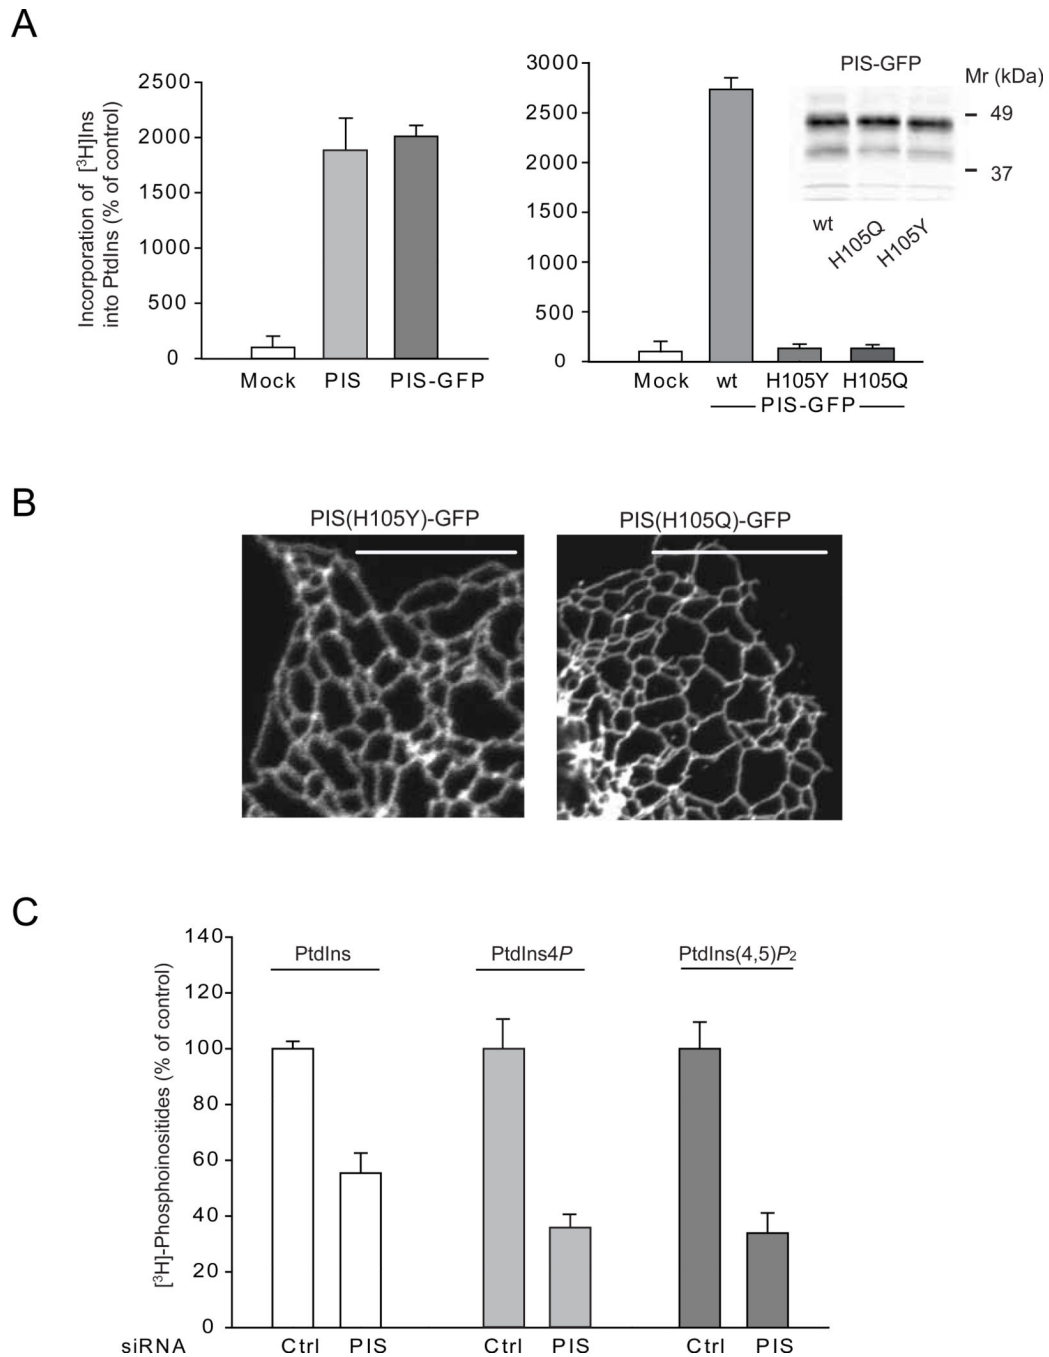 A
Incorporation of [³H]Ins
into PtdIns (% of control)
2500
2000
1500
1000
500
0
Mock PIS PIS-GFP
3000
2500
2000
1500
1000
500
0
Mock wt H105Y H105Q
PIS-GFP
PIS-GFP
Mr (kDa)
49
37
wt H105Q H105Y
B
PIS(H105Y)-GFP PIS(H105Q)-GFP
C
[³H]-Phosphoinositides (% of control)
140
120
100
80
60
40
20
0
PtdIns PtdIns4P PtdIns(4,5)P₂
siRNA Ctrl PIS Ctrl PIS Ctrl PIS